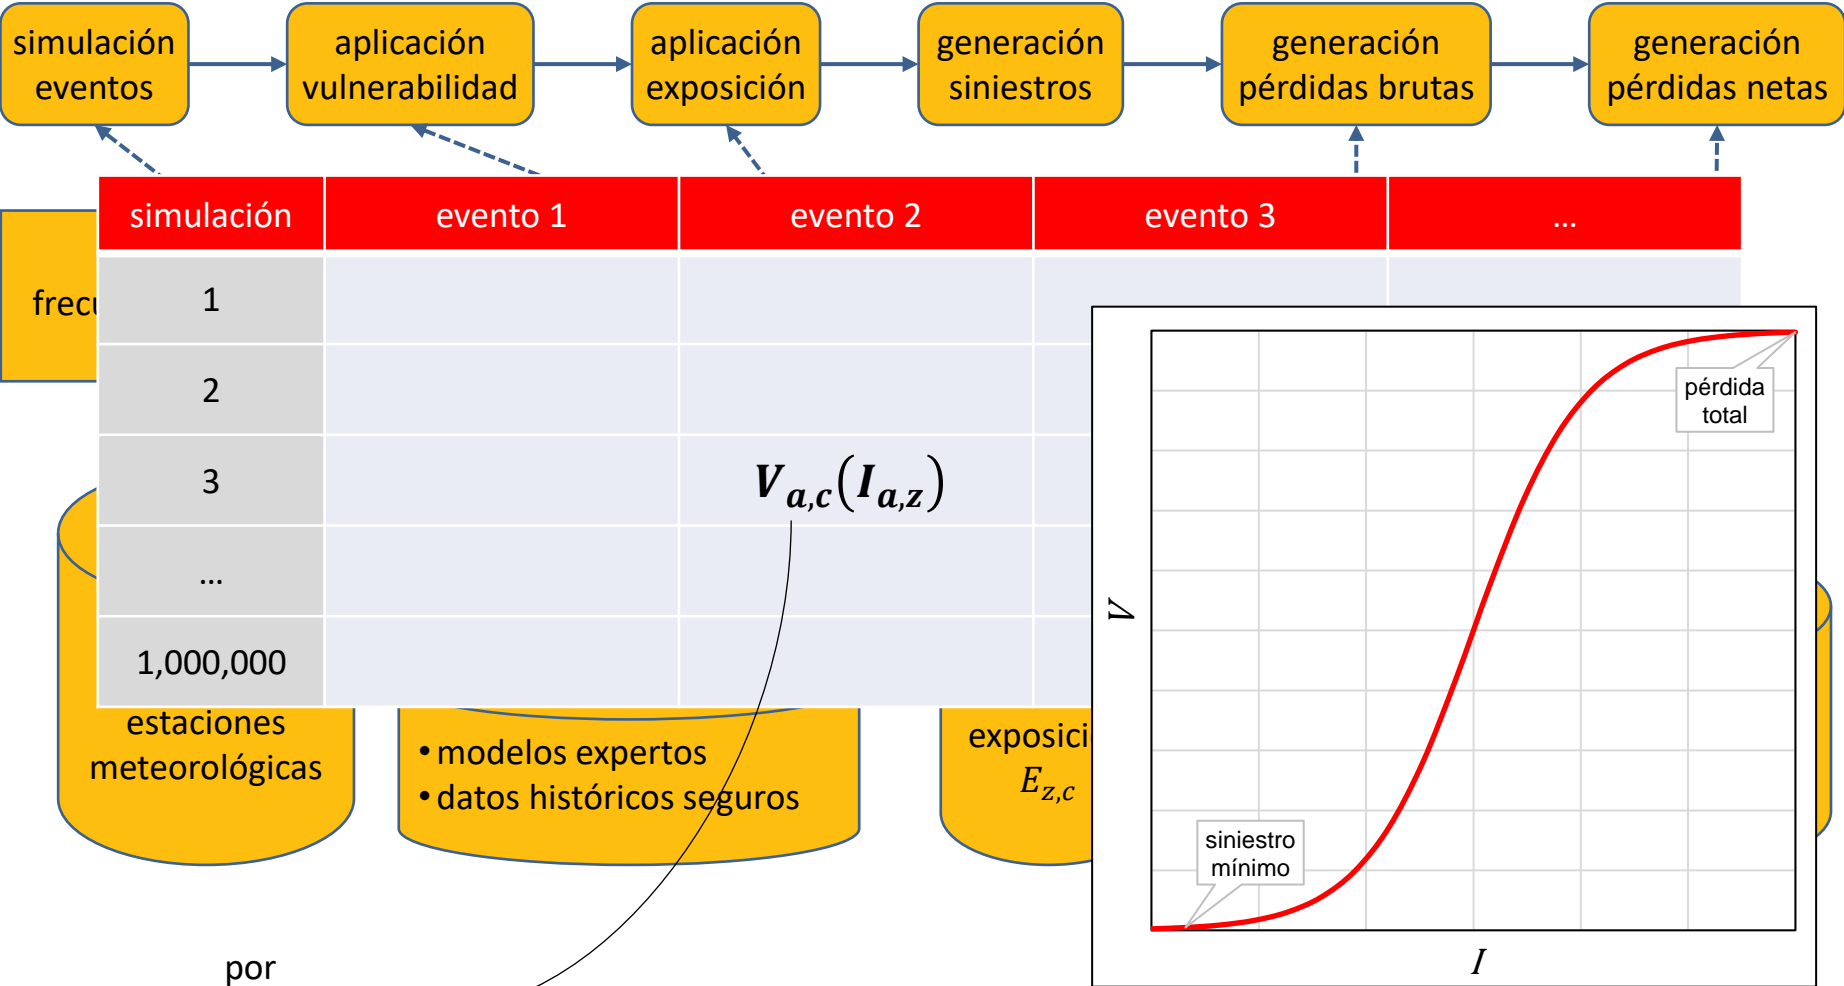 simulación
eventos
aplicación
vulnerabilidad
aplicación
exposición
generación
siniestros
generación
pérdidas brutas
generación
pérdidas netas
simulación
evento 1
evento 2
evento 3
...
1
2
3
V_{a,c}(I_{a,z})
...
1,000,000
estaciones
meteorológicas
• modelos expertos
• datos históricos seguros
E_{z,c}
pérdida
total
V
siniestro
mínimo
I
por